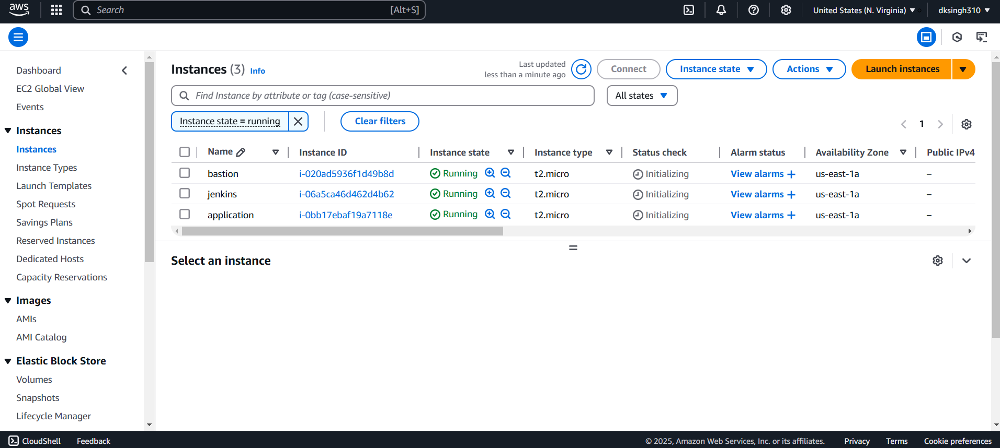 aws
Search [Alt+S]
United States (N. Virginia) dksingh310
Dashboard
EC2 Global View
Events
Instances
Instances
Instance Types
Launch Templates
Spot Requests
Savings Plans
Reserved Instances
Dedicated Hosts
Capacity Reservations
Images
AMIs
AMI Catalog
Elastic Block Store
Volumes
Snapshots
Lifecycle Manager
Instances (3) Info
Last updated
less than a minute ago
Connect Instance state Actions Launch instances
Find Instance by attribute or tag (case-sensitive) All states
Instance state = running Clear filters
1
Name Instance ID Instance state Instance type Status check Alarm status Availability Zone Public IPv4
bastion i-020ad5936f1d49b8d Running t2.micro Initializing View alarms + us-east-1a –
jenkins i-06a5ca46d462d4b62 Running t2.micro Initializing View alarms + us-east-1a –
application i-0bb17ebaf19a7118e Running t2.micro Initializing View alarms + us-east-1a –
Select an instance
CloudShell Feedback © 2025, Amazon Web Services, Inc. or its affiliates. Privacy Terms Cookie preferences